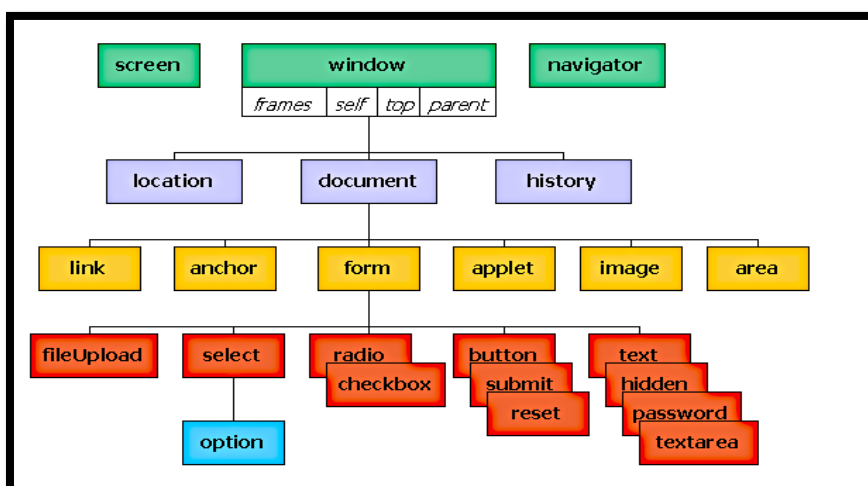 screen window navigator
frames self top parent
location document history
link anchor form applet image area
fileUpload select radio button text
checkbox submit hidden
reset password
option textarea